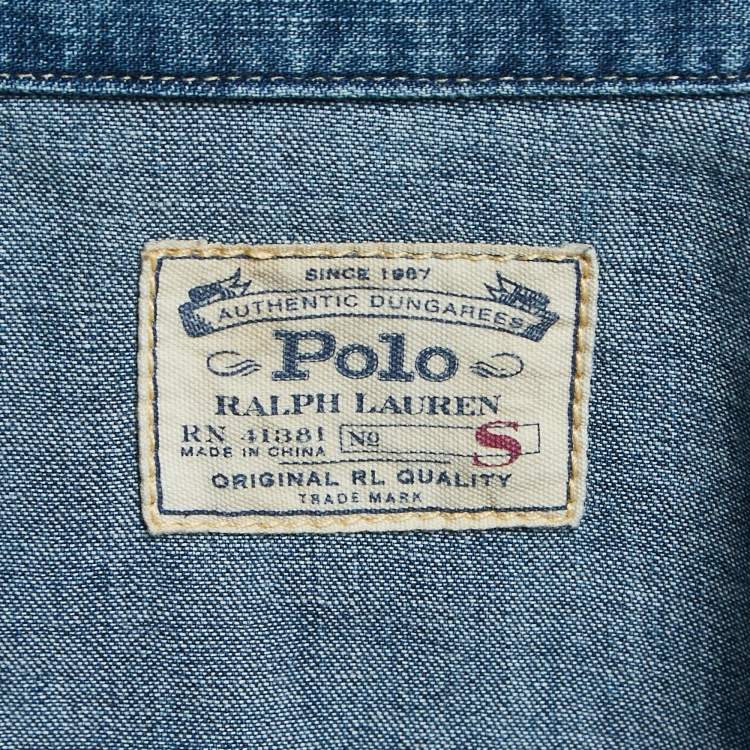 SINCE 1967
AUTHENTIC DUNGAREES
Polo
RALPH LAUREN
RN 41381 No S
MADE IN CHINA
ORIGINAL RL QUALITY
TRADE MARK